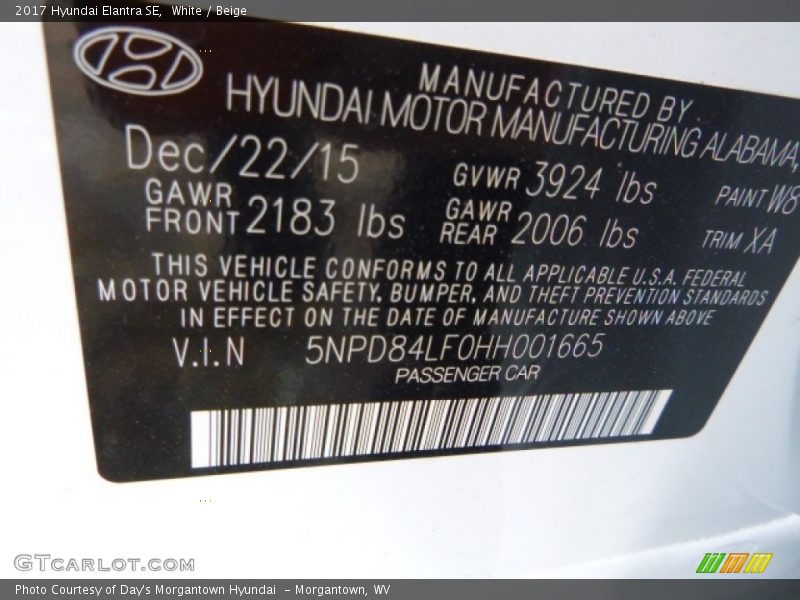 2017 Hyundai Elantra SE, White / Beige
MANUFACTURED BY
HYUNDAI MOTOR MANUFACTURING ALABAMA,
Dec/22/15 GVWR 3924 lbs PAINT W8
GAWR FRONT 2183 lbs GAWR REAR 2006 lbs TRIM XA
THIS VEHICLE CONFORMS TO ALL APPLICABLE U.S.A. FEDERAL
MOTOR VEHICLE SAFETY, BUMPER, AND THEFT PREVENTION STANDARDS
IN EFFECT ON THE DATE OF MANUFACTURE SHOWN ABOVE
V.I.N 5NPD84LF0HH001665
PASSENGER CAR
GTCARLOT.COM
Photo Courtesy of Day's Morgantown Hyundai - Morgantown, WV